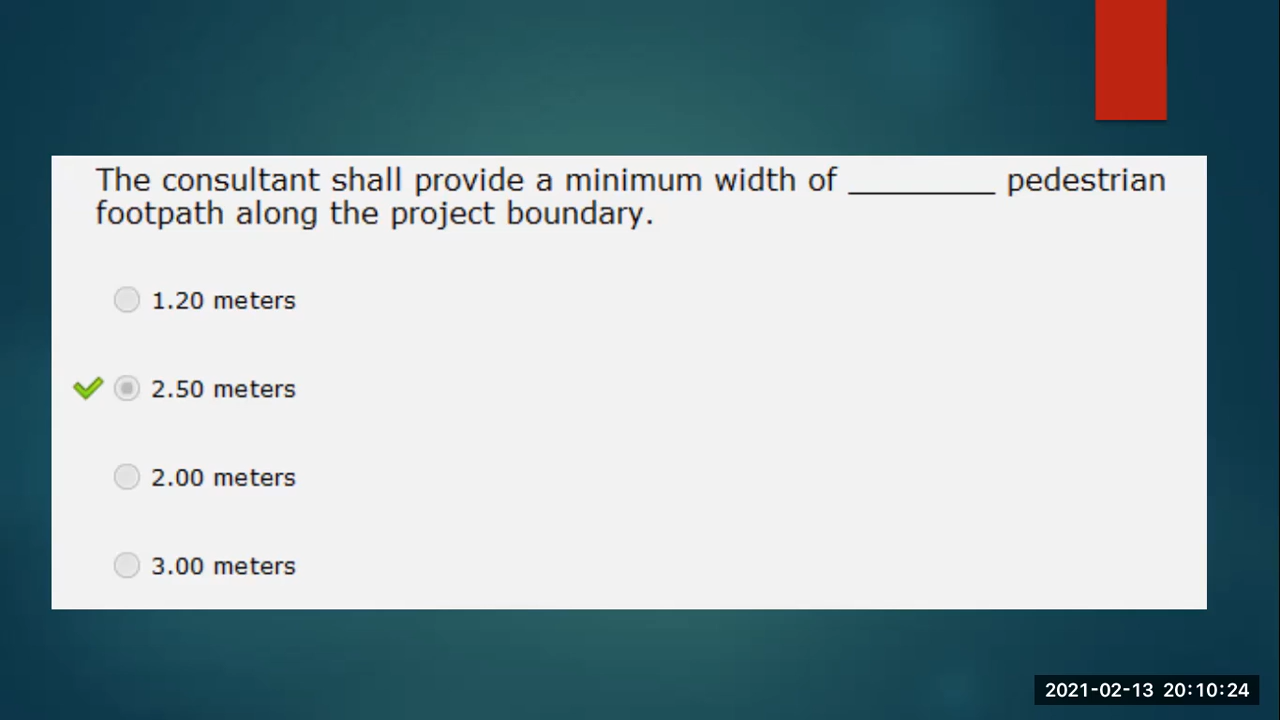 The consultant shall provide a minimum width of _________ pedestrian
footpath along the project boundary.
1.20 meters
2.50 meters
2.00 meters
3.00 meters
2021-02-13 20:10:24